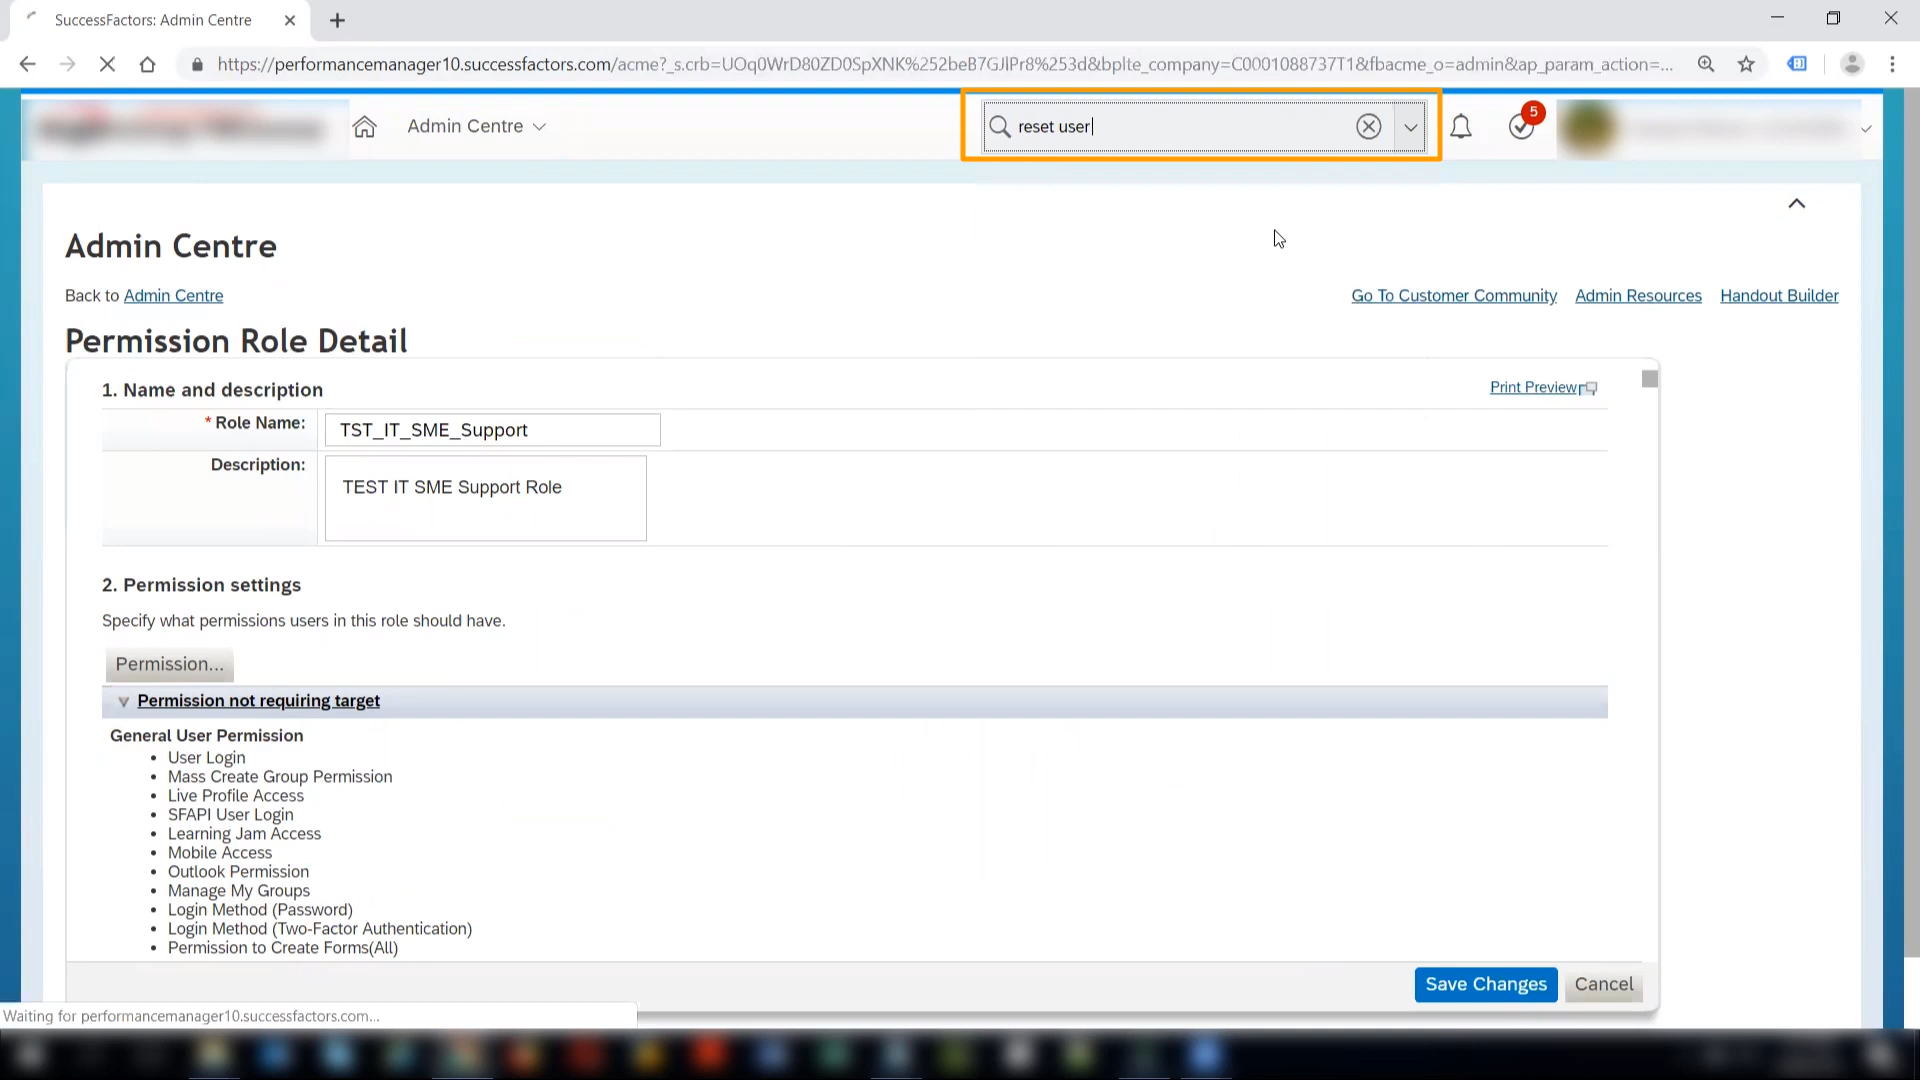 SuccessFactors: Admin Centre
https://performancemanager10.successfactors.com/acme?_s.crb=UOq0WrD80ZD0SpXNK%252beB7GJlPr8%253d&bplte_company=C0001088737T1&fbacme_o=admin&ap_param_action=...
Admin Centre
reset user
5
Admin Centre
Back to Admin Centre
Go To Customer Community Admin Resources Handout Builder
Permission Role Detail
1. Name and description
Print Preview
* Role Name: TST_IT_SME_Support
Description: TEST IT SME Support Role
2. Permission settings
Specify what permissions users in this role should have.
Permission...
Permission not requiring target
General User Permission
• User Login
• Mass Create Group Permission
• Live Profile Access
• SFAPI User Login
• Learning Jam Access
• Mobile Access
• Outlook Permission
• Manage My Groups
• Login Method (Password)
• Login Method (Two-Factor Authentication)
• Permission to Create Forms(All)
Save Changes Cancel
Waiting for performancemanager10.successfactors.com...